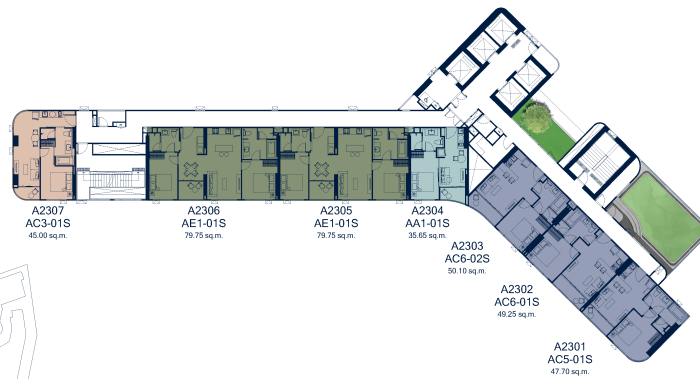 A2307
AC3-01S
45.00 sq.m.
A2306
AE1-01S
79.75 sq.m.
A2305
AE1-01S
79.75 sq.m.
A2304
AA1-01S
35.65 sq.m.
A2303
AC6-02S
50.10 sq.m.
A2302
AC6-01S
49.25 sq.m.
A2301
AC5-01S
47.70 sq.m.